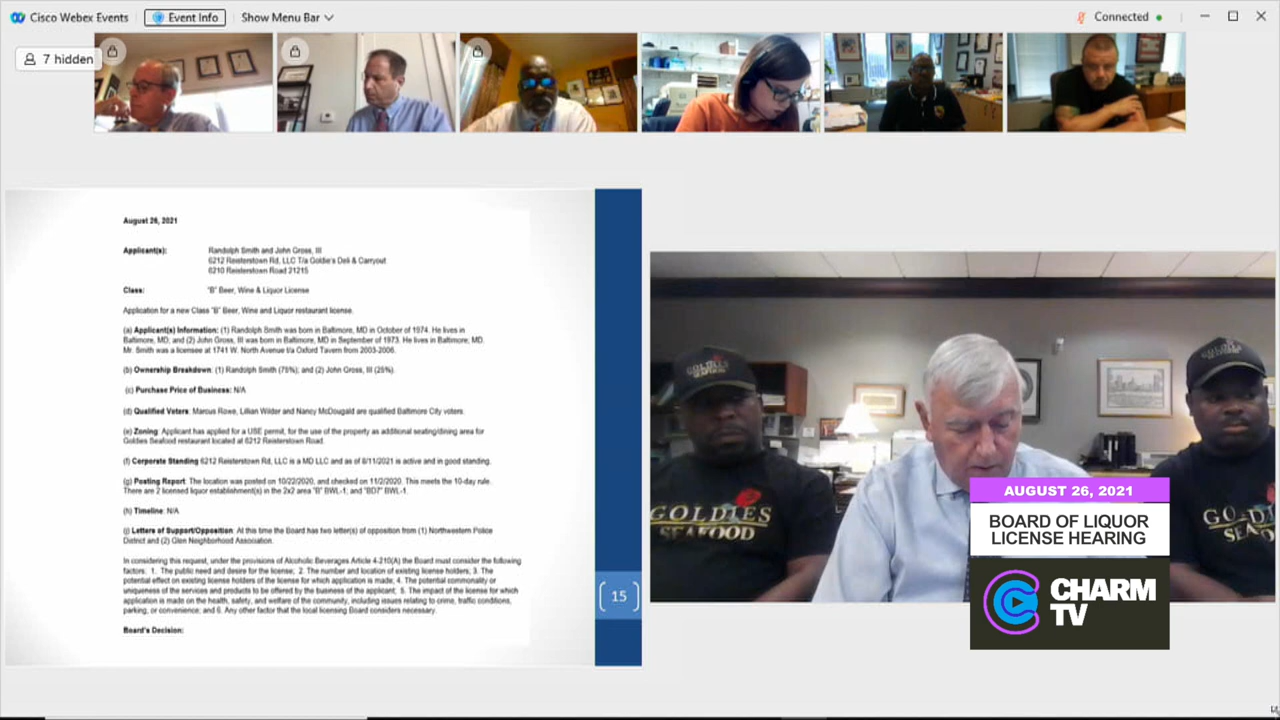 Cisco Webex Events
Event Info
Show Menu Bar
Connected
7 hidden
August 26, 2021
Applicant(s): Randolph Smith and John Gross, III
6212 Reisterstown Rd, LLC T/a Goldie's Deli & Carryout
6210 Reisterstown Road 21215
Class: "B" Beer, Wine & Liquor License
Application for a new Class "B" Beer, Wine and Liquor restaurant license.
(a) Applicant(s) Information: (1) Randolph Smith was born in Baltimore, MD in October of 1974. He lives in
Baltimore, MD; and (2) John Gross, III was born in Baltimore, MD in September of 1973. He lives in Baltimore, MD.
Mr. Smith was a licensee at 1741 W. North Avenue t/a Oxford Tavern from 2003-2006.
(b) Ownership Breakdown: (1) Randolph Smith (75%); and (2) John Gross, III (25%).
(c) Purchase Price of Business: N/A
(d) Qualified Voters: Marcus Rowe, Lillian Wilder and Nancy McDougald are qualified Baltimore City voters.
(e) Zoning: Applicant has applied for a USE permit, for the use of the property as additional seating/dining area for
Goldies Seafood restaurant located at 6212 Reisterstown Road.
(f) Corporate Standing 6212 Reisterstown Rd, LLC is a MD LLC and as of 8/11/2021 is active and in good standing.
(g) Posting Report: The location was posted on 10/22/2020, and checked on 11/2/2020. This meets the 10-day rule.
There are 2 licensed liquor establishment(s) in the 2x2 area "B" BWL-1; and "BD7" BWL-1.
(h) Timeline: N/A
(i) Letters of Support/Opposition: At this time the Board has two letter(s) of opposition from (1) Northwestern Police
District and (2) Glen Neighborhood Association.
In considering this request, under the provisions of Alcoholic Beverages Article 4-210(A) the Board must consider the following
factors. 1. The public need and desire for the license; 2. The number and location of existing license holders; 3. The
potential effect on existing license holders of the license for which application is made; 4. The potential commonality or
uniqueness of the services and products to be offered by the business of the applicant; 5. The impact of the license for which
application is made on the health, safety, and welfare of the community, including issues relating to crime, traffic conditions,
parking, or convenience; and 6. Any other factor that the local licensing Board considers necessary.
Board's Decision:
15
GOLDIES
SEAFOOD
GOLDIES
SEAFOOD
AUGUST 26, 2021
BOARD OF LIQUOR
LICENSE HEARING
CHARM
TV